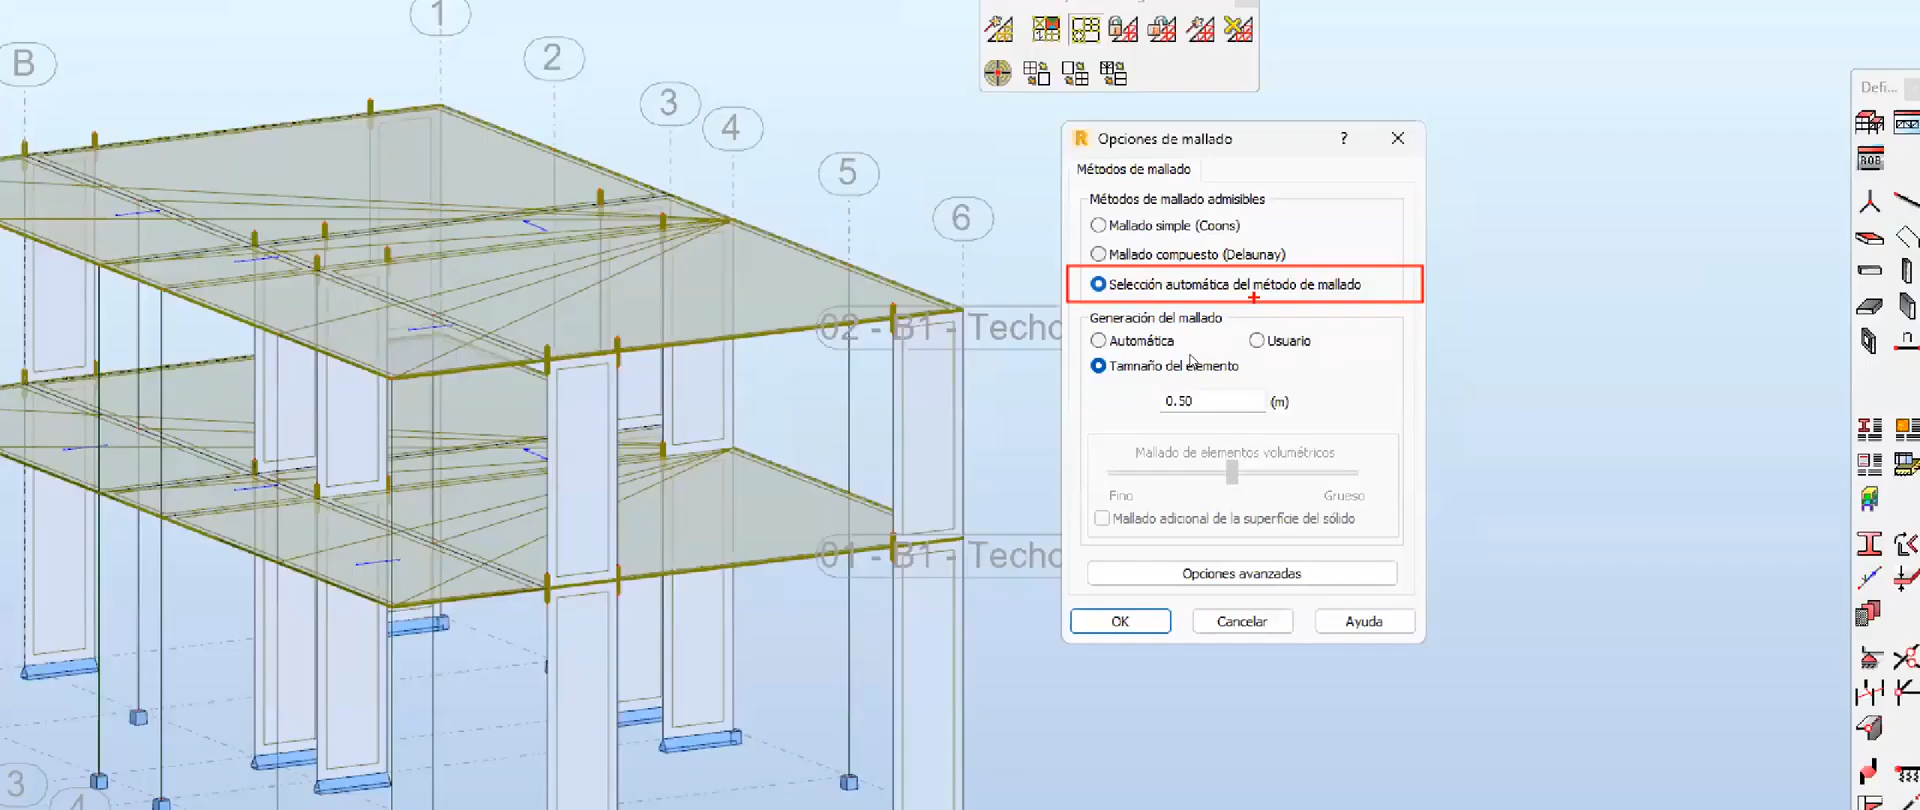 1
B
2
3
4
5
6
02 - B1 - Techo
01 - B1 - Techo
3
4
Opciones de mallado
?
Métodos de mallado
Métodos de mallado admisibles
Mallado simple (Coons)
Mallado compuesto (Delaunay)
Selección automática del método de mallado
Generación del mallado
Automática
Usuario
Tamnaño del elemento
0.50 (m)
Mallado de elementos volumétricos
Fino
Grueso
Mallado adicional de la superficie del sólido
Opciones avanzadas
OK
Cancelar
Ayuda
Defi...